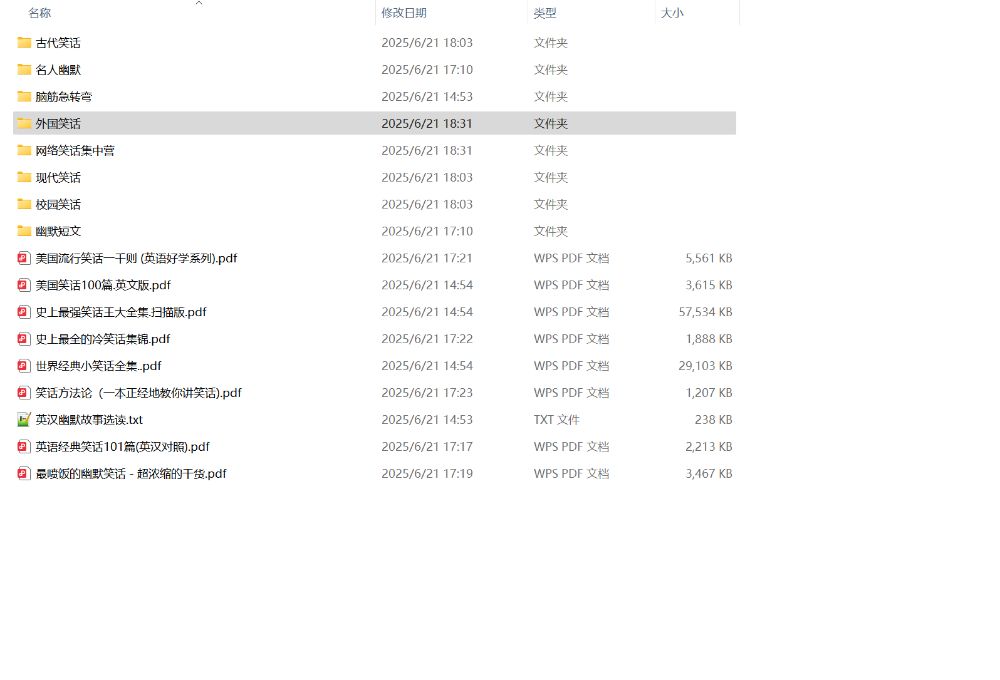 名称 修改日期 类型 大小
古代笑话 2025/6/21 18:03 文件夹
名人幽默 2025/6/21 17:10 文件夹
脑筋急转弯 2025/6/21 14:53 文件夹
外国笑话 2025/6/21 18:31 文件夹
网络笑话集中营 2025/6/21 18:31 文件夹
现代笑话 2025/6/21 18:03 文件夹
校园笑话 2025/6/21 18:03 文件夹
幽默短文 2025/6/21 17:10 文件夹
美国流行笑话一千则 (英语好学系列).pdf 2025/6/21 17:21 WPS PDF 文档 5,561 KB
美国笑话100篇.英文版.pdf 2025/6/21 14:54 WPS PDF 文档 3,615 KB
史上最强笑话王大全集.扫描版.pdf 2025/6/21 14:54 WPS PDF 文档 57,534 KB
史上最全的冷笑话集锦.pdf 2025/6/21 17:22 WPS PDF 文档 1,888 KB
世界经典小笑话全集..pdf 2025/6/21 14:54 WPS PDF 文档 29,103 KB
笑话方法论（一本正经地教你讲笑话).pdf 2025/6/21 17:23 WPS PDF 文档 1,207 KB
英汉幽默故事选读.txt 2025/6/21 14:53 TXT 文件 238 KB
英语经典笑话101篇(英汉对照).pdf 2025/6/21 17:17 WPS PDF 文档 2,213 KB
最喷饭的幽默笑话 - 超浓缩的干货.pdf 2025/6/21 17:19 WPS PDF 文档 3,467 KB